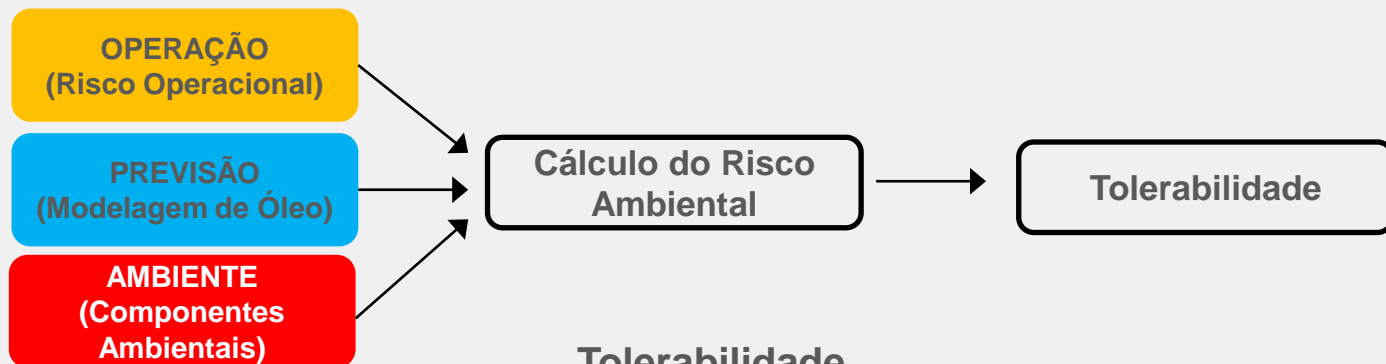 OPERAÇÃO
(Risco Operacional)
PREVISÃO
(Modelagem de Óleo)
AMBIENTE
(Componentes
Ambientais)
Cálculo do Risco
Ambiental
Tolerabilidade
Tolerabilidade